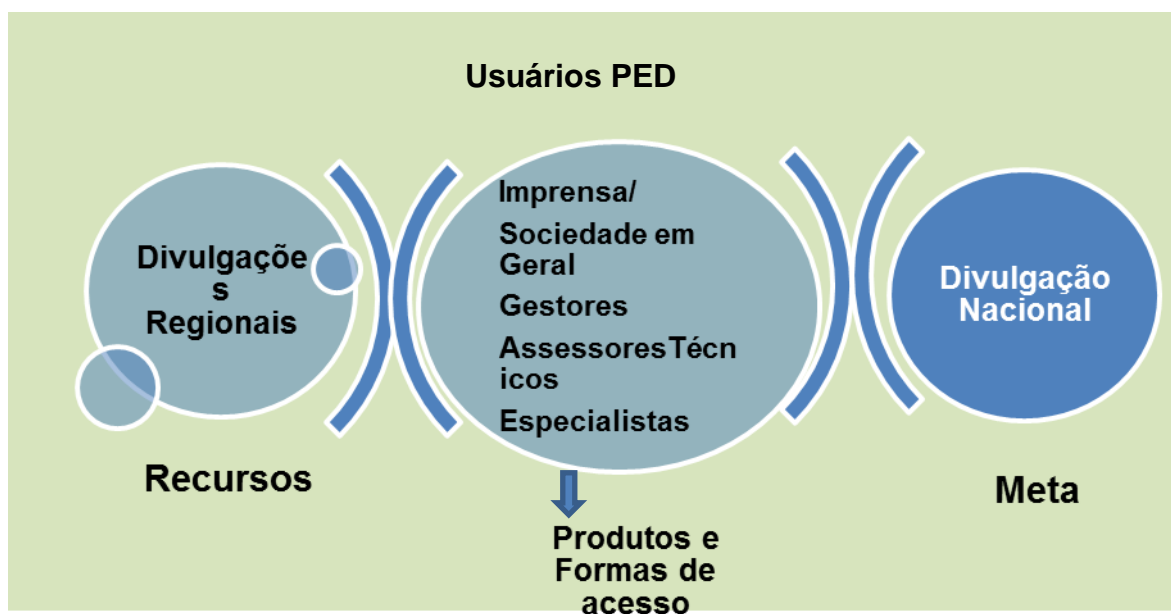 Usuários PED
Divulgaçõe
s
Regionais
Recursos
Imprensa/
Sociedade em
Geral
Gestores
AssessoresTécn
icos
Especialistas
Produtos e
Formas de
acesso
Divulgação
Nacional
Meta